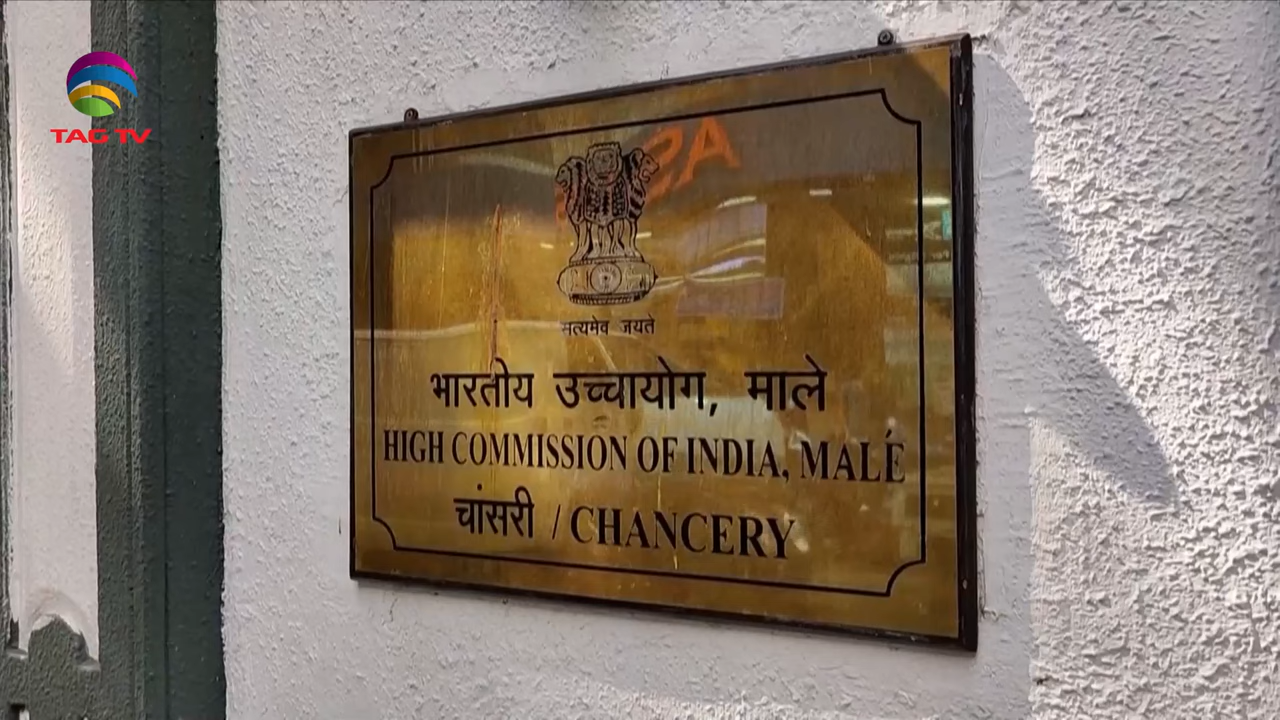 TAG TV
सत्यमेव जयते
भारतीय उच्चायोग, माले
HIGH COMMISSION OF INDIA, MALÉ
चांसरी / CHANCERY